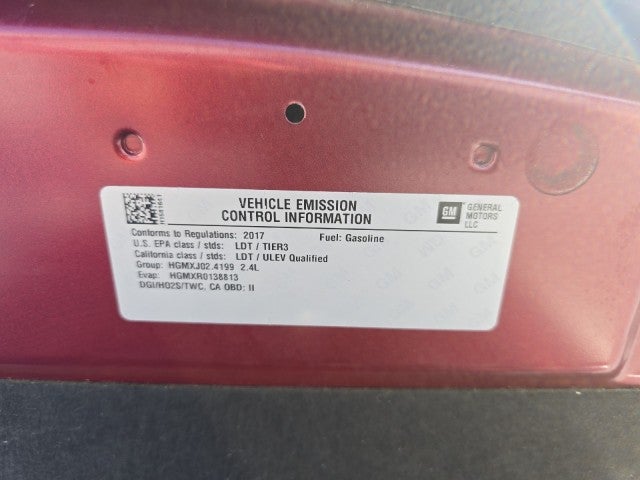 VEHICLE EMISSION
CONTROL INFORMATION
GM GENERAL
MOTORS
LLC
Conforms to Regulations: 2017 Fuel: Gasoline
U.S. EPA class / stds: LDT / TIER3
California class / stds: LDT / ULEV Qualified
Group: HGMXJ02.4199 2.4L
Evap: HGMXR0138813
DGI/HO2S/TWC, CA OBD: II